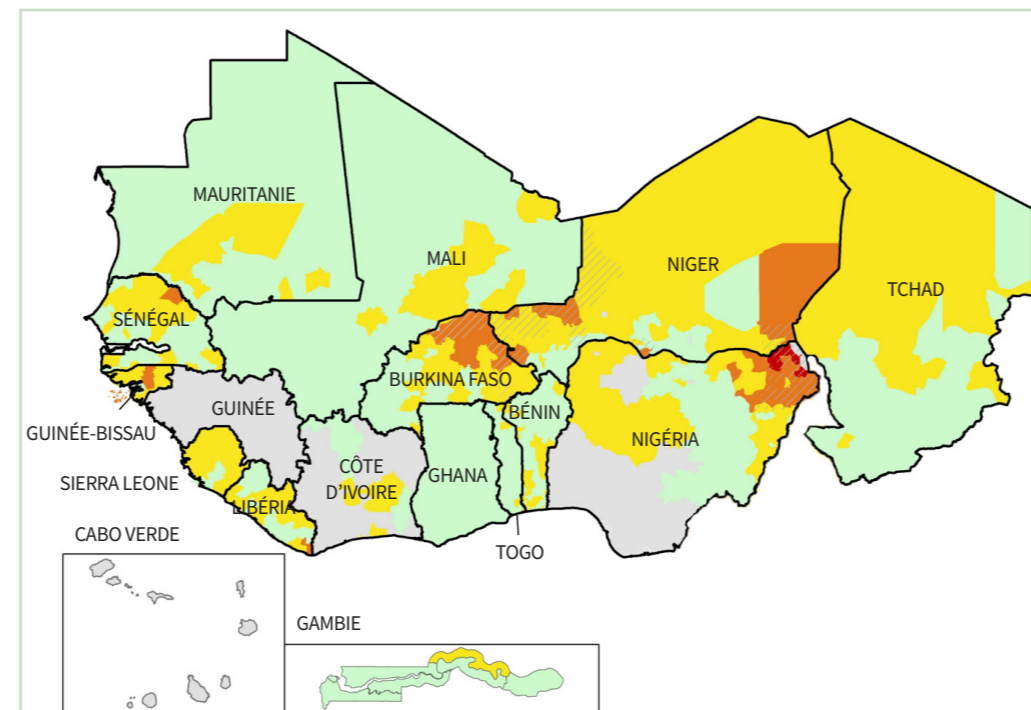 MAURITANIE
MALI
NIGER
TCHAD
SÉNÉGAL
BURKINA FASO
GUINÉE
BÉNIN
GUINÉE-BISSAU
NIGÉRIA
CÔTE
D'IVOIRE
GHANA
SIERRA LEONE
LIBÉRIA
CABO VERDE
TOGO
GAMBIE